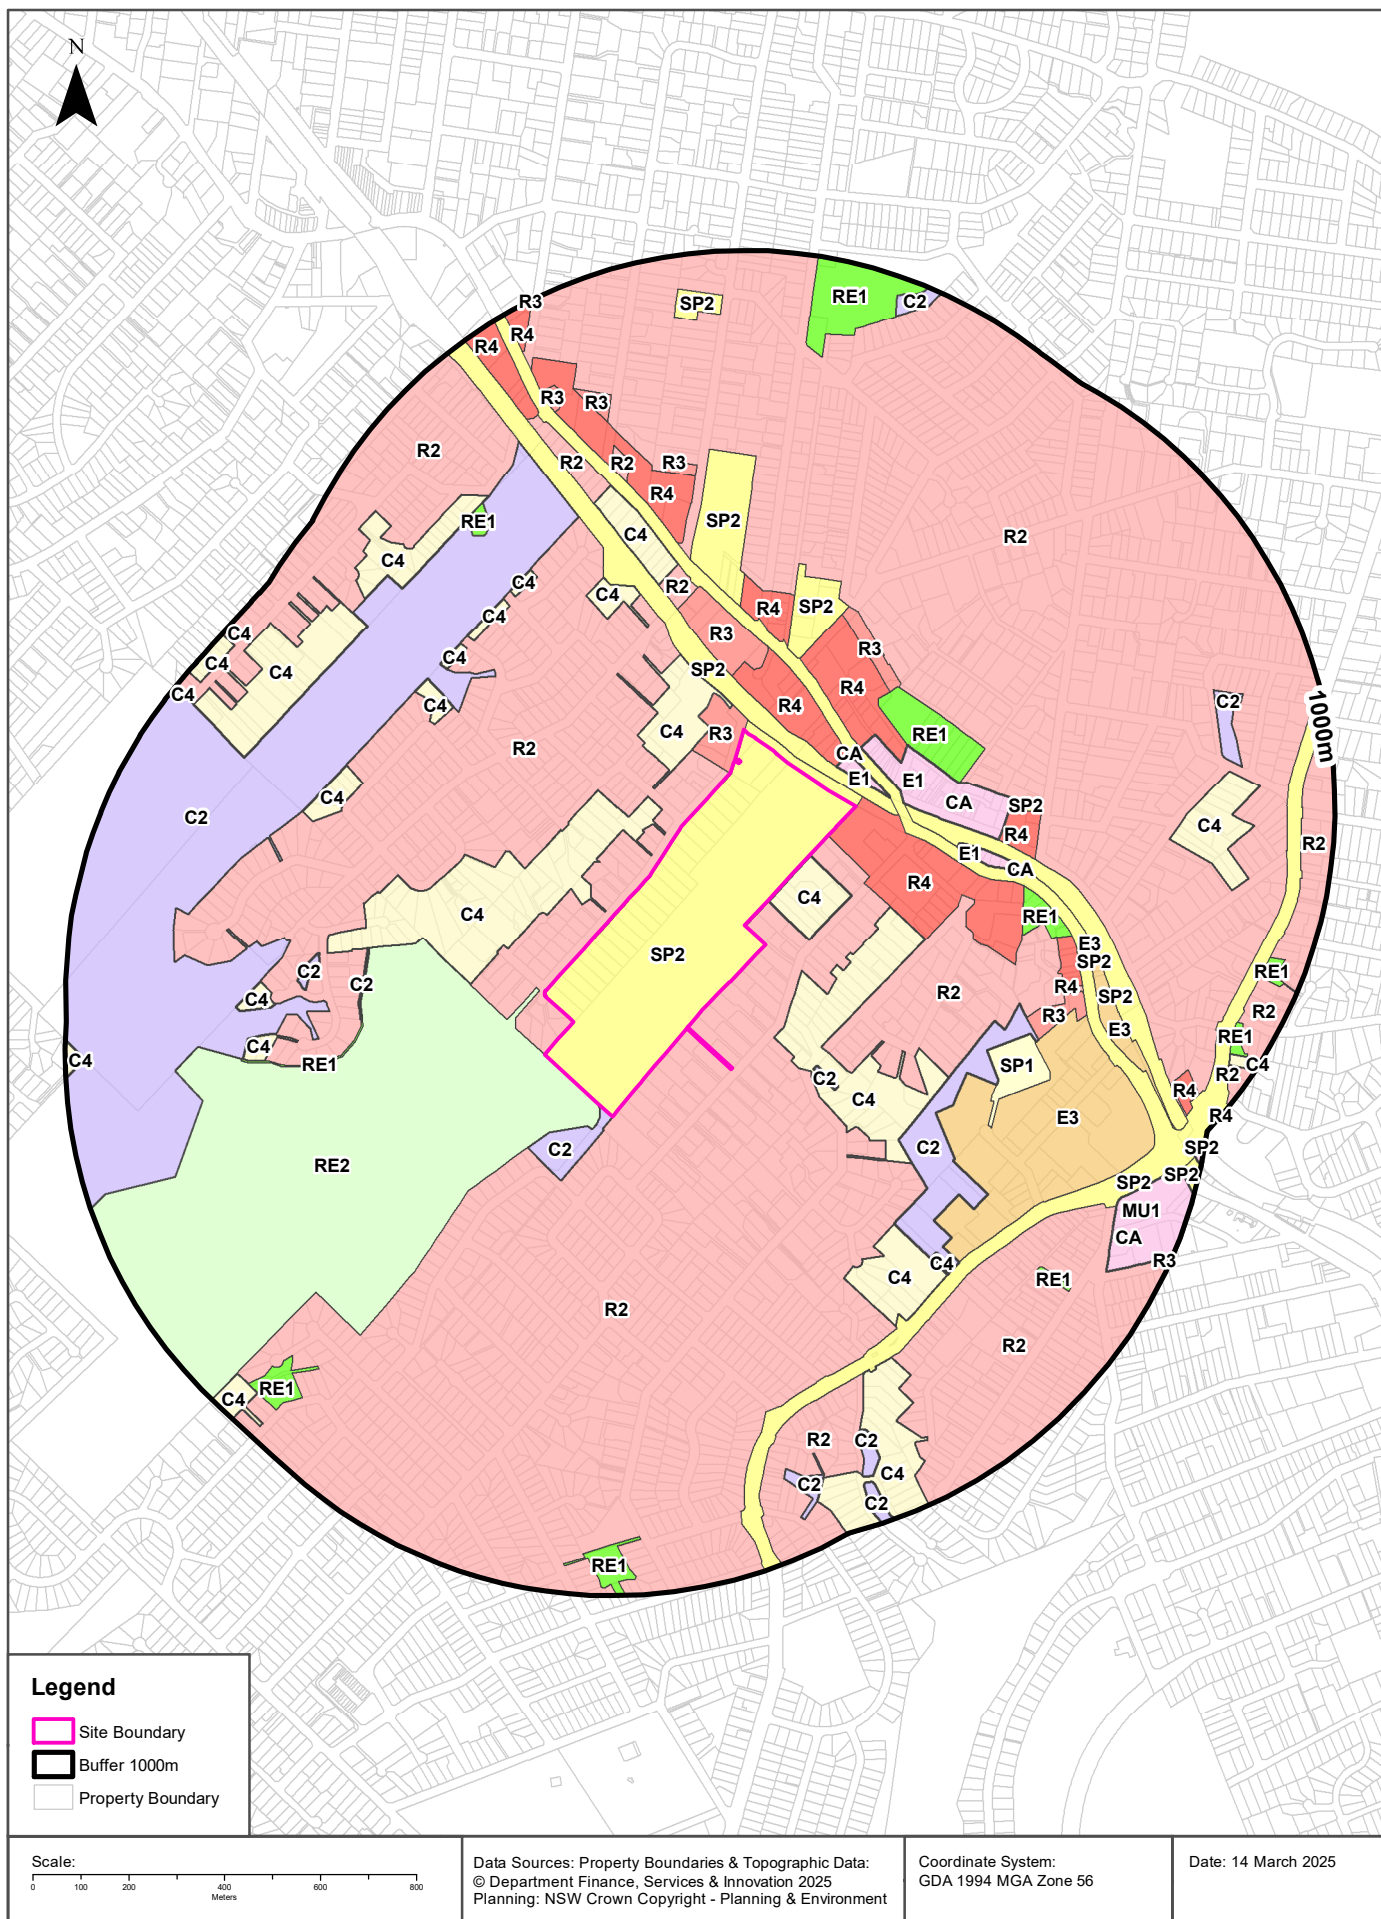 N
R3
SP2
RE1
C2
R4
R4
R3
R3
R2
R2
R2
R3
R4
RE1
SP2
R2
C4
C4
C4
C4
R2
R4
SP2
C4
C4
R3
R3
C4
C4
C4
SP2
R4
C4
C4
R4
C2
C4
R3
RE1
R2
CA
E1
E1
C4
CA
SP2
C2
C4
R4
R2
E1
CA
R4
C4
C4
RE1
E3
SP2
SP2
C2
RE1
C2
R4
R2
C4
SP2
R2
R3
E3
RE1
C4
C4
RE1
SP1
C4
R2
C2
R4
C4
E3
R4
C2
C2
SP2
RE2
SP2
SP2
MU1
CA
R3
C4
C4
RE1
R2
R2
RE1
C4
R2
C2
C4
C2
C2
RE1
1000m
Legend
Site Boundary
Buffer 1000m
Property Boundary
Scale:
0 100 200 400 600 800
Meters
Data Sources: Property Boundaries & Topographic Data:
© Department Finance, Services & Innovation 2025
Planning: NSW Crown Copyright - Planning & Environment
Coordinate System:
GDA 1994 MGA Zone 56
Date: 14 March 2025